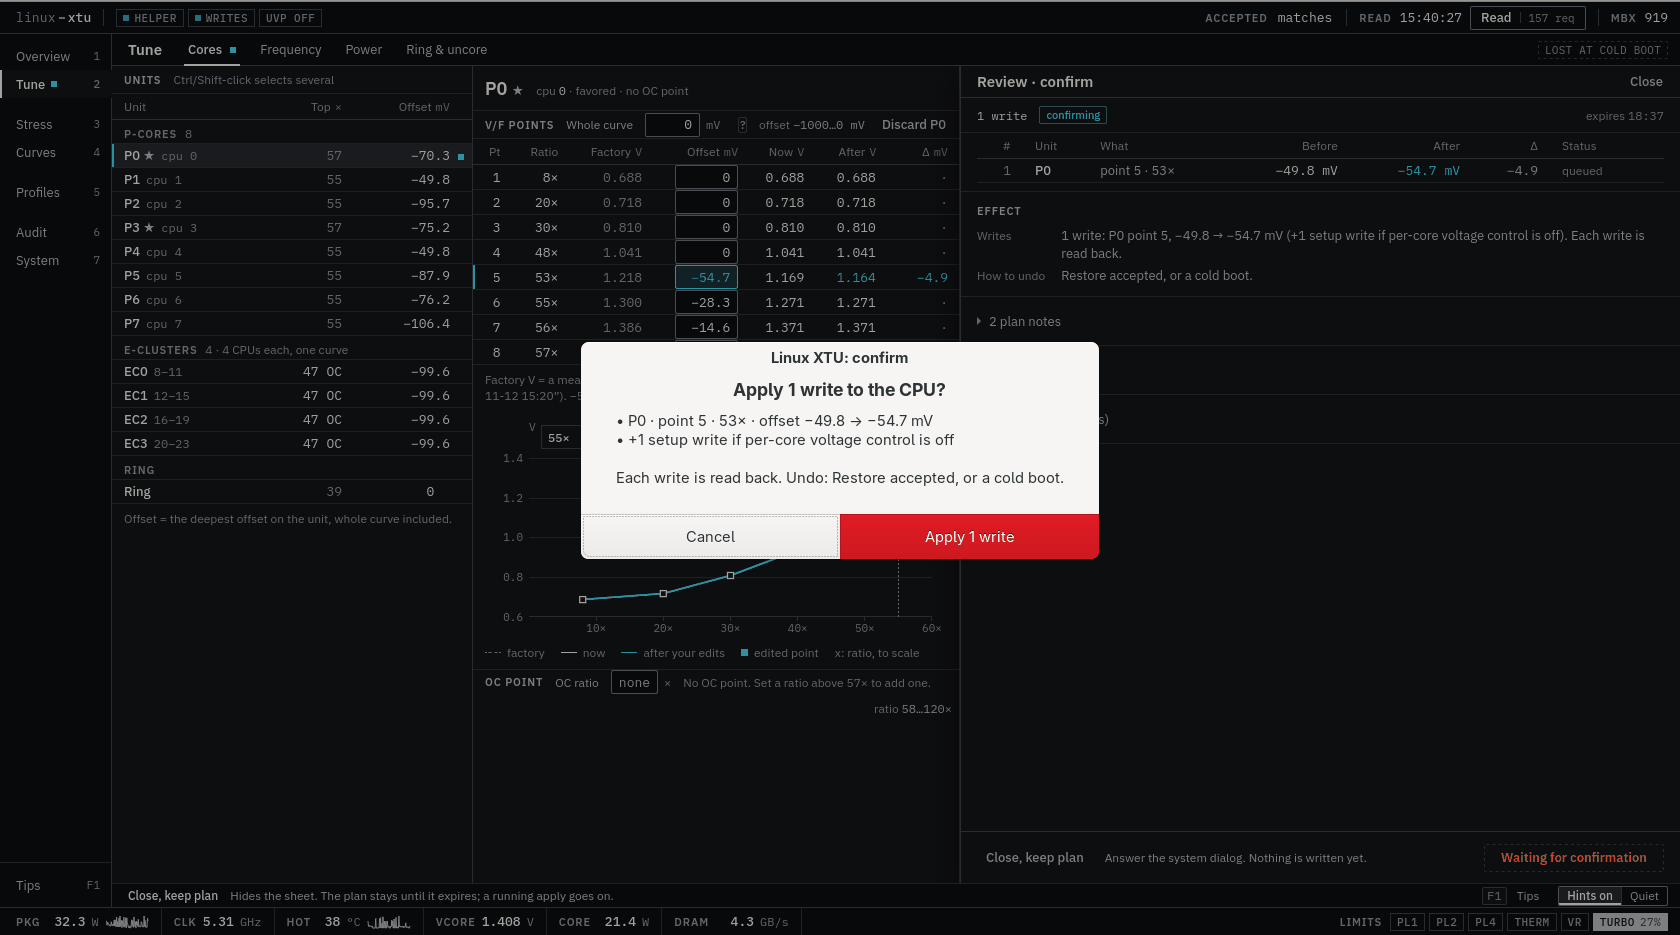 linux-xtu HELPER WRITES UVP OFF ACCEPTED matches READ 15:40:27 Read 157 req MBX 919
Overview 1
Tune 2
Stress 3
Curves 4
Profiles 5
Audit 6
System 7
Tips F1
Tune Cores Frequency Power Ring & uncore LOST AT COLD BOOT
UNITS Ctrl/Shift-click selects several
Unit Top × Offset mV
P-CORES 8
P0 ★ cpu 0 57 −70.3
P1 cpu 1 55 −49.8
P2 cpu 2 55 −95.7
P3 ★ cpu 3 57 −75.2
P4 cpu 4 55 −49.8
P5 cpu 5 55 −87.9
P6 cpu 6 55 −76.2
P7 cpu 7 55 −106.4
E-CLUSTERS 4 · 4 CPUs each, one curve
EC0 8–11 47 OC −99.6
EC1 12–15 47 OC −99.6
EC2 16–19 47 OC −99.6
EC3 20–23 47 OC −99.6
RING
Ring 39 0
Offset = the deepest offset on the unit, whole curve included.
P0 ★ cpu 0 · favored · no OC point
V/F POINTS Whole curve 0 mV ? offset −1000…0 mV Discard P0
Pt Ratio Factory V Offset mV Now V After V Δ mV
1 8× 0.688 0 0.688 0.688 ·
2 20× 0.718 0 0.718 0.718 ·
3 30× 0.810 0 0.810 0.810 ·
4 48× 1.041 0 1.041 1.041 ·
5 53× 1.218 −54.7 1.169 1.164 −4.9
6 55× 1.300 −28.3 1.271 1.271 ·
7 56× 1.386 −14.6 1.371 1.371 ·
8 57×
Factory V = a mea
11-12 15:20"). −5
V 55×
1.4
1.2
1.0
0.8
0.6
10× 20× 30× 40× 50× 60×
factory now after your edits edited point x: ratio, to scale
OC POINT OC ratio none × No OC point. Set a ratio above 57× to add one.
ratio 58…120×
Review · confirm Close
1 write confirming expires 18:37
# Unit What Before After Δ Status
1 P0 point 5 · 53× −49.8 mV −54.7 mV −4.9 queued
EFFECT
Writes 1 write: P0 point 5, −49.8 → −54.7 mV (+1 setup write if per-core voltage control is off). Each write is
read back.
How to undo Restore accepted, or a cold boot.
2 plan notes
s)
Linux XTU: confirm
Apply 1 write to the CPU?
• P0 · point 5 · 53× · offset −49.8 → −54.7 mV
• +1 setup write if per-core voltage control is off
Each write is read back. Undo: Restore accepted, or a cold boot.
Cancel Apply 1 write
Close, keep plan Answer the system dialog. Nothing is written yet. Waiting for confirmation
Close, keep plan Hides the sheet. The plan stays until it expires; a running apply goes on. F1 Tips Hints on Quiet
PKG 32.3 W CLK 5.31 GHz HOT 38 °C VCORE 1.408 V CORE 21.4 W DRAM 4.3 GB/s LIMITS PL1 PL2 PL4 THERM VR TURBO 27%